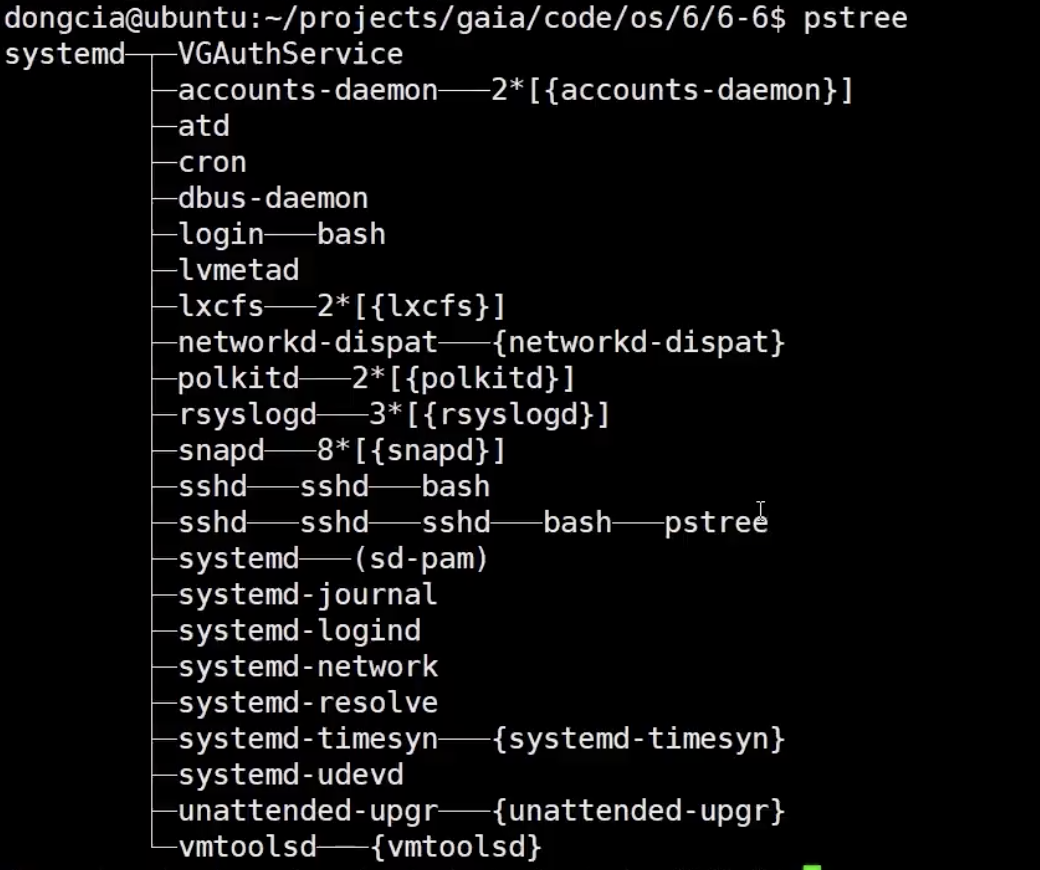 dongcia@ubuntu:~/projects/gaia/code/os/6/6-6$ pstree
systemd─┬─VGAuthService
        ├─accounts-daemon───2*[{accounts-daemon}]
        ├─atd
        ├─cron
        ├─dbus-daemon
        ├─login───bash
        ├─lvmetad
        ├─lxcfs───2*[{lxcfs}]
        ├─networkd-dispat───{networkd-dispat}
        ├─polkitd───2*[{polkitd}]
        ├─rsyslogd───3*[{rsyslogd}]
        ├─snapd───8*[{snapd}]
        ├─sshd───sshd───bash
        ├─sshd───sshd───sshd───bash───pstree
        ├─systemd───(sd-pam)
        ├─systemd-journal
        ├─systemd-logind
        ├─systemd-network
        ├─systemd-resolve
        ├─systemd-timesyn───{systemd-timesyn}
        ├─systemd-udevd
        ├─unattended-upgr───{unattended-upgr}
        └─vmtoolsd───{vmtoolsd}